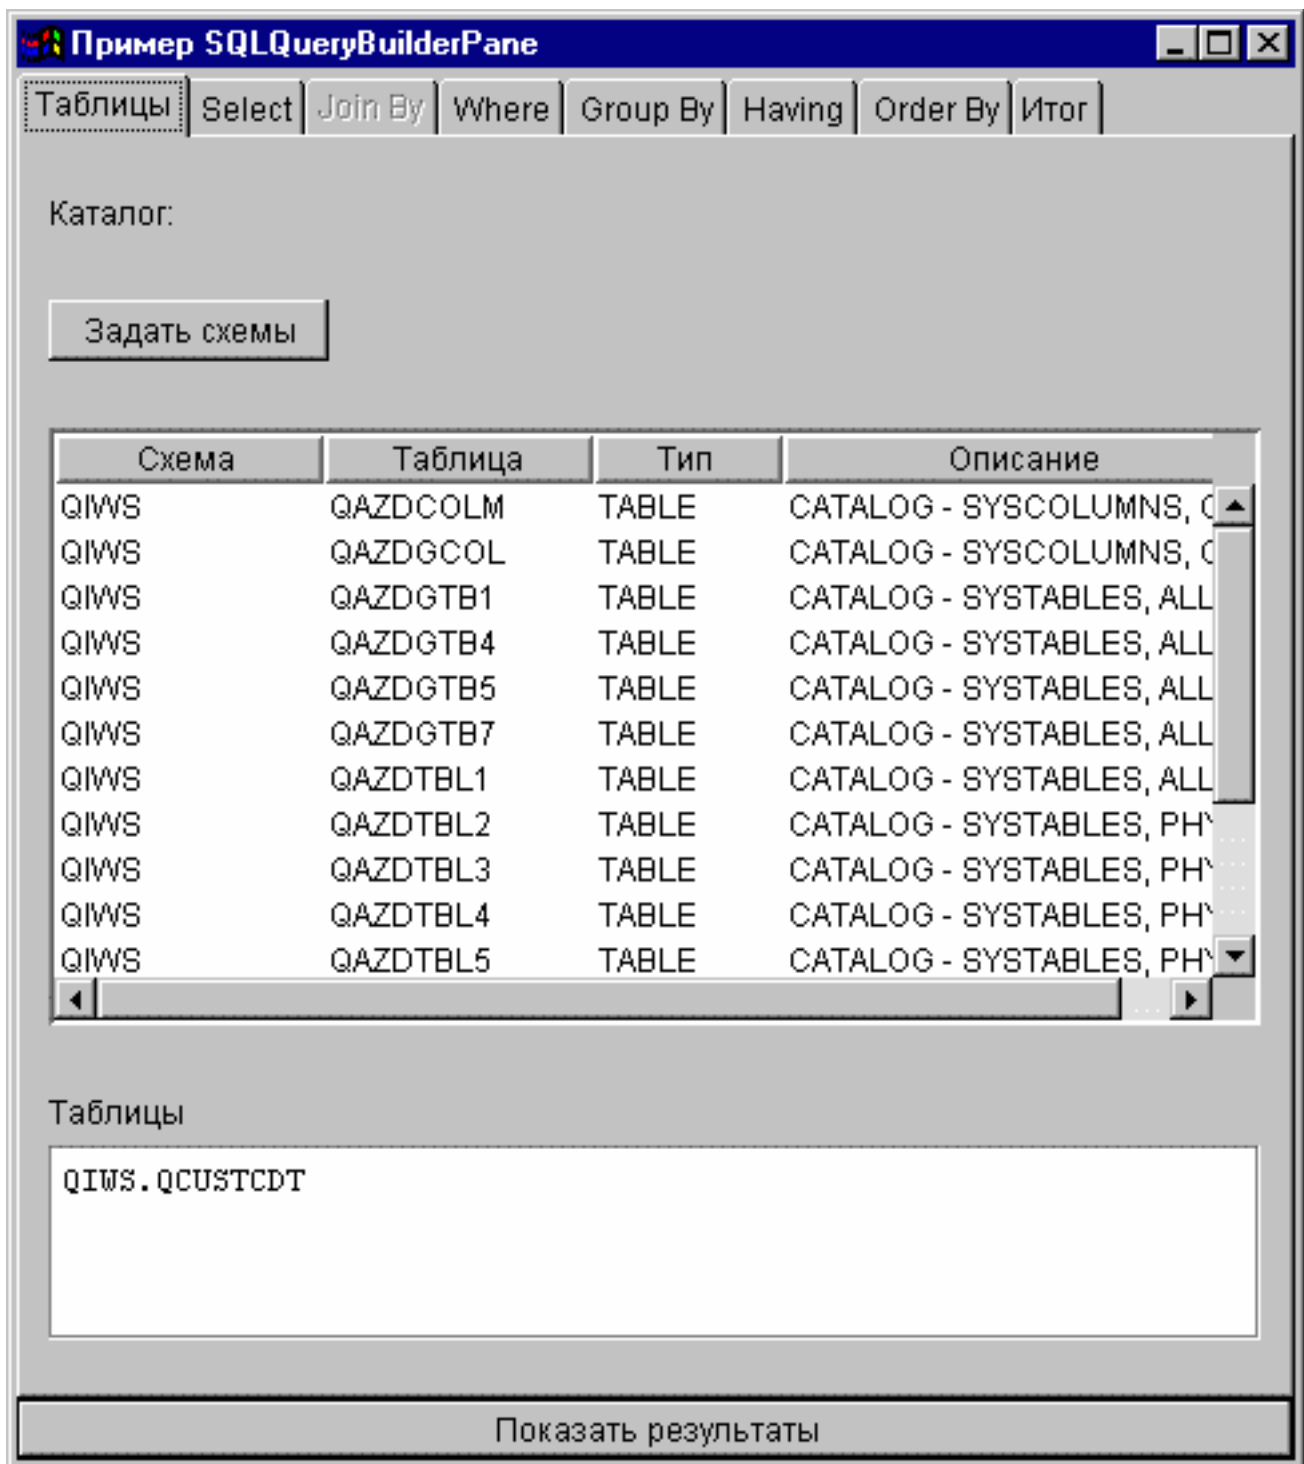 Пример SQLQueryBuilderPane
Таблицы Select Join By Where Group By Having Order By Итог
Каталог:
Задать схемы
Схема Таблица Тип Описание
QIWS QAZDCOLM TABLE CATALOG - SYSCOLUMNS,
QIWS QAZDGCOL TABLE CATALOG - SYSCOLUMNS,
QIWS QAZDGTB1 TABLE CATALOG - SYSTABLES, ALL
QIWS QAZDGTB4 TABLE CATALOG - SYSTABLES, ALL
QIWS QAZDGTB5 TABLE CATALOG - SYSTABLES, ALL
QIWS QAZDGTB7 TABLE CATALOG - SYSTABLES, ALL
QIWS QAZDTBL1 TABLE CATALOG - SYSTABLES, ALL
QIWS QAZDTBL2 TABLE CATALOG - SYSTABLES, PHY
QIWS QAZDTBL3 TABLE CATALOG - SYSTABLES, PHY
QIWS QAZDTBL4 TABLE CATALOG - SYSTABLES, PHY
QIWS QAZDTBL5 TABLE CATALOG - SYSTABLES, PHY
Таблицы
QIWS.QCUSTCDT
Показать результаты